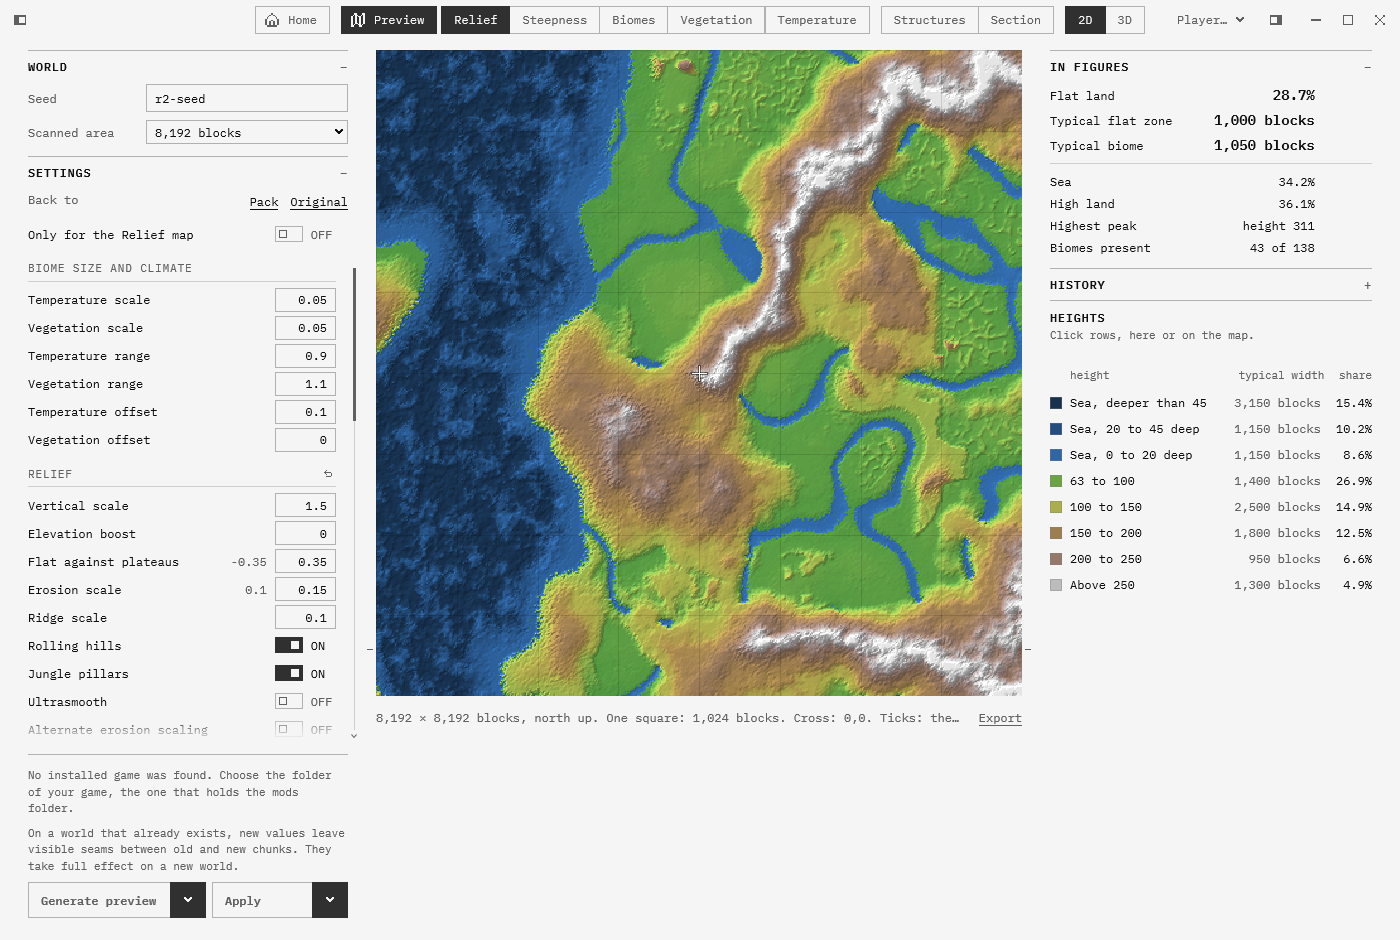 Home
Preview
Relief
Steepness
Biomes
Vegetation
Temperature
Structures
Section
2D
3D
Player…
WORLD
Seed
r2-seed
Scanned area
8,192 blocks
SETTINGS
Back to
Pack
Original
Only for the Relief map
OFF
BIOME SIZE AND CLIMATE
Temperature scale 0.05
Vegetation scale 0.05
Temperature range 0.9
Vegetation range 1.1
Temperature offset 0.1
Vegetation offset 0
RELIEF
Vertical scale 1.5
Elevation boost 0
Flat against plateaus -0.35 0.35
Erosion scale 0.1 0.15
Ridge scale 0.1
Rolling hills ON
Jungle pillars ON
Ultrasmooth OFF
Alternate erosion scaling OFF
No installed game was found. Choose the folder
of your game, the one that holds the mods
folder.
On a world that already exists, new values leave
visible seams between old and new chunks. They
take full effect on a new world.
Generate preview
Apply
8,192 × 8,192 blocks, north up. One square: 1,024 blocks. Cross: 0,0. Ticks: the…
Export
IN FIGURES
Flat land 28.7%
Typical flat zone 1,000 blocks
Typical biome 1,050 blocks
Sea 34.2%
High land 36.1%
Highest peak height 311
Biomes present 43 of 138
HISTORY
HEIGHTS
Click rows, here or on the map.
height typical width share
Sea, deeper than 45 3,150 blocks 15.4%
Sea, 20 to 45 deep 1,150 blocks 10.2%
Sea, 0 to 20 deep 1,150 blocks 8.6%
63 to 100 1,400 blocks 26.9%
100 to 150 2,500 blocks 14.9%
150 to 200 1,800 blocks 12.5%
200 to 250 950 blocks 6.6%
Above 250 1,300 blocks 4.9%